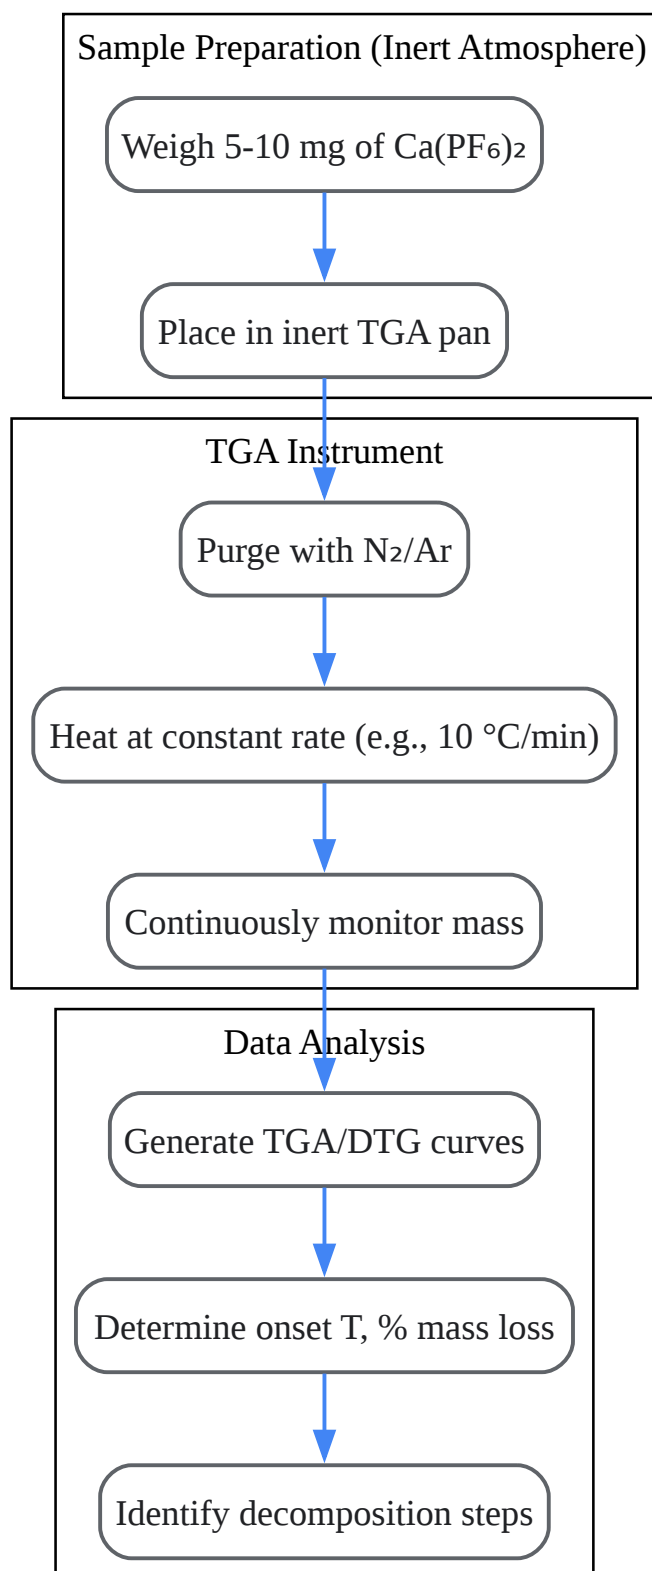 Sample Preparation (Inert Atmosphere)
Weigh 5-10 mg of Ca(PF₆)₂
Place in inert TGA pan
TGA Instrument
Purge with N₂/Ar
Heat at constant rate (e.g., 10 °C/min)
Continuously monitor mass
Data Analysis
Generate TGA/DTG curves
Determine onset T, % mass loss
Identify decomposition steps